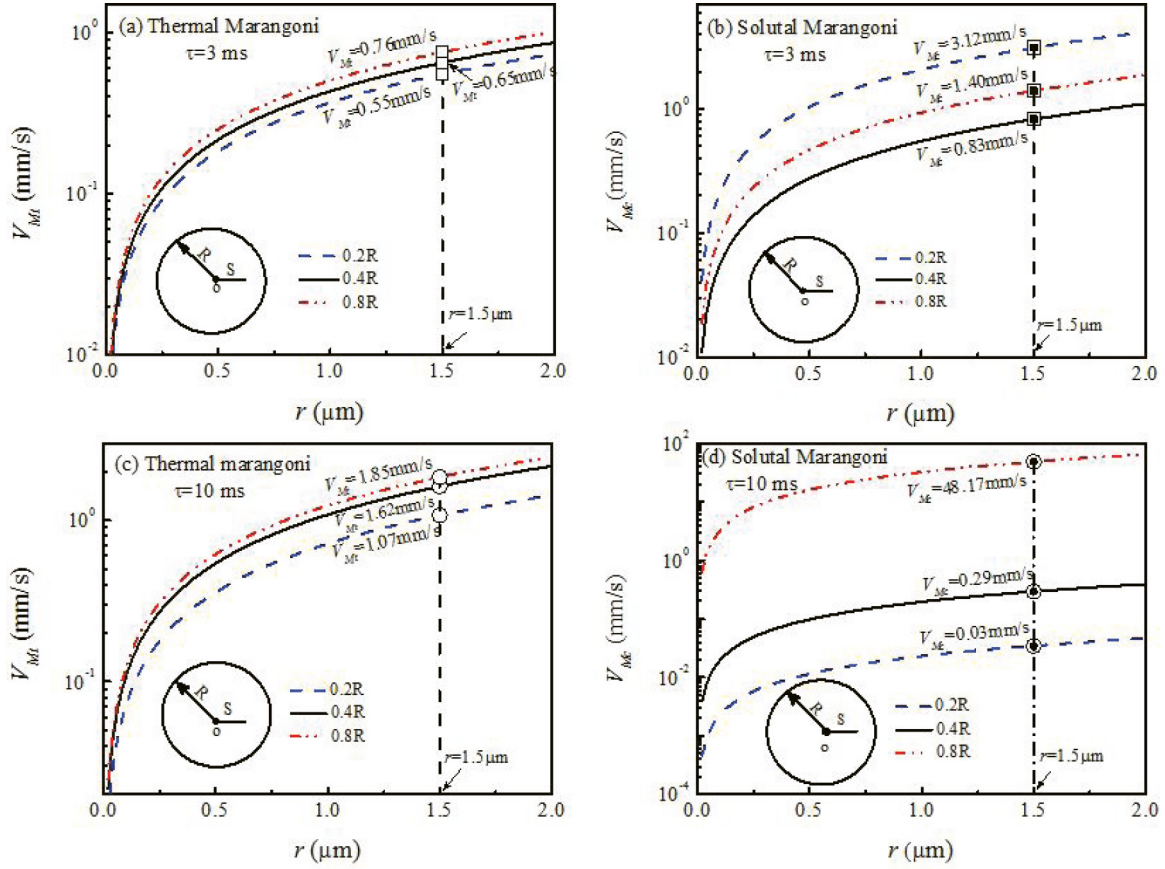 (a) Thermal Marangoni
τ=3 ms
V_Mt=0.76mm/s
V_Mt=0.65mm/s
V_Mt=0.55mm/s
V_Mt (mm/s)
10^0
10^-1
10^-2
R
S
o
0.2R
0.4R
0.8R
r=1.5μm
0.0 0.5 1.0 1.5 2.0
r (μm)
(b) Solutal Marangoni
τ=3 ms
V_Mc=3.12mm/s
V_Mc=1.40mm/s
V_Mc=0.83mm/s
V_Mc (mm/s)
10^0
10^-1
10^-2
R
S
o
0.2R
0.4R
0.8R
r=1.5μm
0.0 0.5 1.0 1.5 2.0
r (μm)
(c) Thermal marangoni
τ=10 ms
V_Mt=1.85mm/s
V_Mt=1.62mm/s
V_Mt=1.07mm/s
V_Mt (mm/s)
10^0
10^-1
R
S
o
0.2R
0.4R
0.8R
r=1.5μm
0.0 0.5 1.0 1.5 2.0
r (μm)
(d) Solutal Marangoni
τ=10 ms
V_Mc=48.17mm/s
V_Mc=0.29mm/s
V_Mc=0.03mm/s
V_Mc (mm/s)
10^2
10^0
10^-2
10^-4
R
S
o
0.2R
0.4R
0.8R
r=1.5μm
0.0 0.5 1.0 1.5 2.0
r (μm)